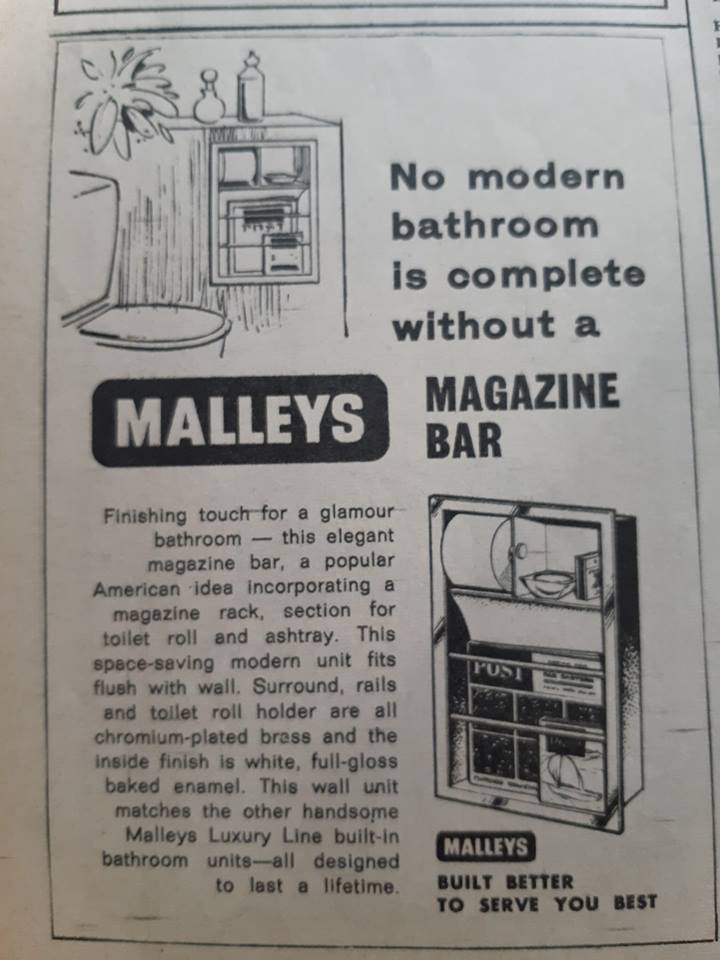 No modern
bathroom
is complete
without a
MALLEYS
MAGAZINE
BAR
Finishing touch for a glamour
bathroom — this elegant
magazine bar, a popular
American idea incorporating a
magazine rack, section for
toilet roll and ashtray. This
space-saving modern unit fits
flush with wall. Surround, rails
and toilet roll holder are all
chromium-plated brass and the
inside finish is white, full-gloss
baked enamel. This wall unit
matches the other handsome
Malleys Luxury Line built-in
bathroom units—all designed
to last a lifetime.
POST
MALLEYS
BUILT BETTER
TO SERVE YOU BEST